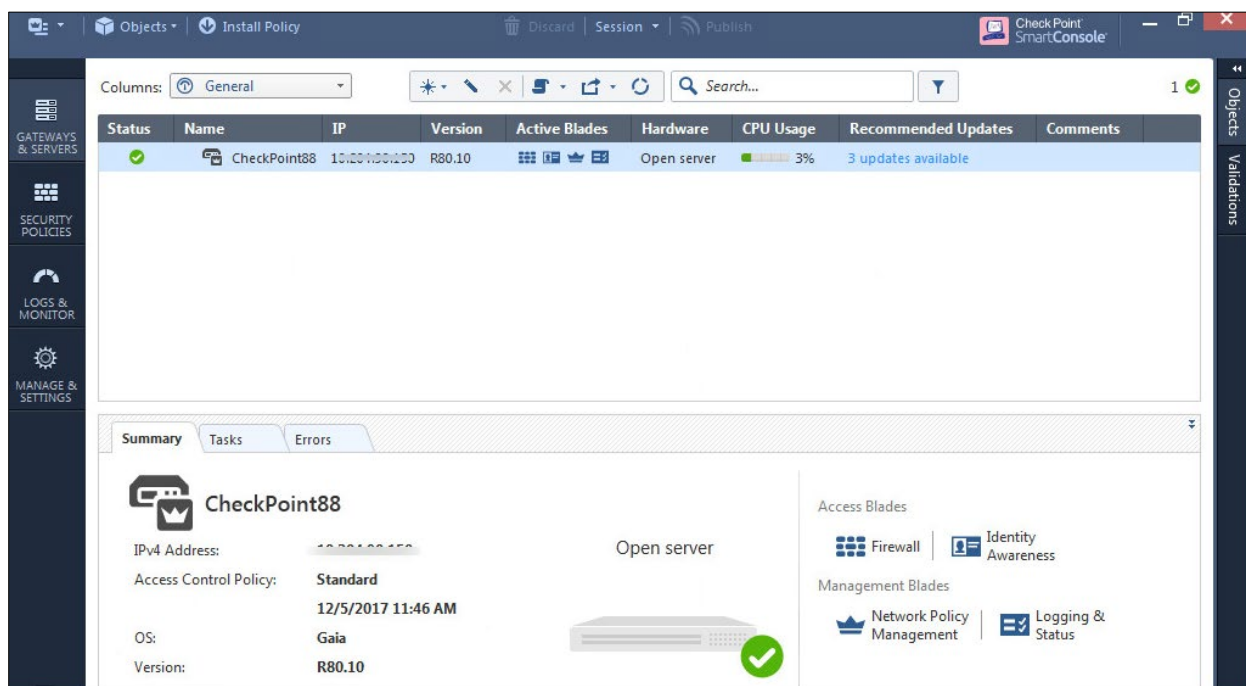 Objects Install Policy Discard Session Publish Check Point
SmartConsole
Columns: General Search... 1
Status Name IP Version Active Blades Hardware CPU Usage Recommended Updates Comments
CheckPoint88 R80.10 Open server 3% 3 updates available
GATEWAYS
& SERVERS
SECURITY
POLICIES
LOGS &
MONITOR
MANAGE &
SETTINGS
Objects
Validations
Summary Tasks Errors
CheckPoint88
IPv4 Address:
Access Control Policy: Standard
12/5/2017 11:46 AM
OS: Gaia
Version: R80.10
Open server
Access Blades
Firewall Identity
Awareness
Management Blades
Network Policy
Management
Logging &
Status